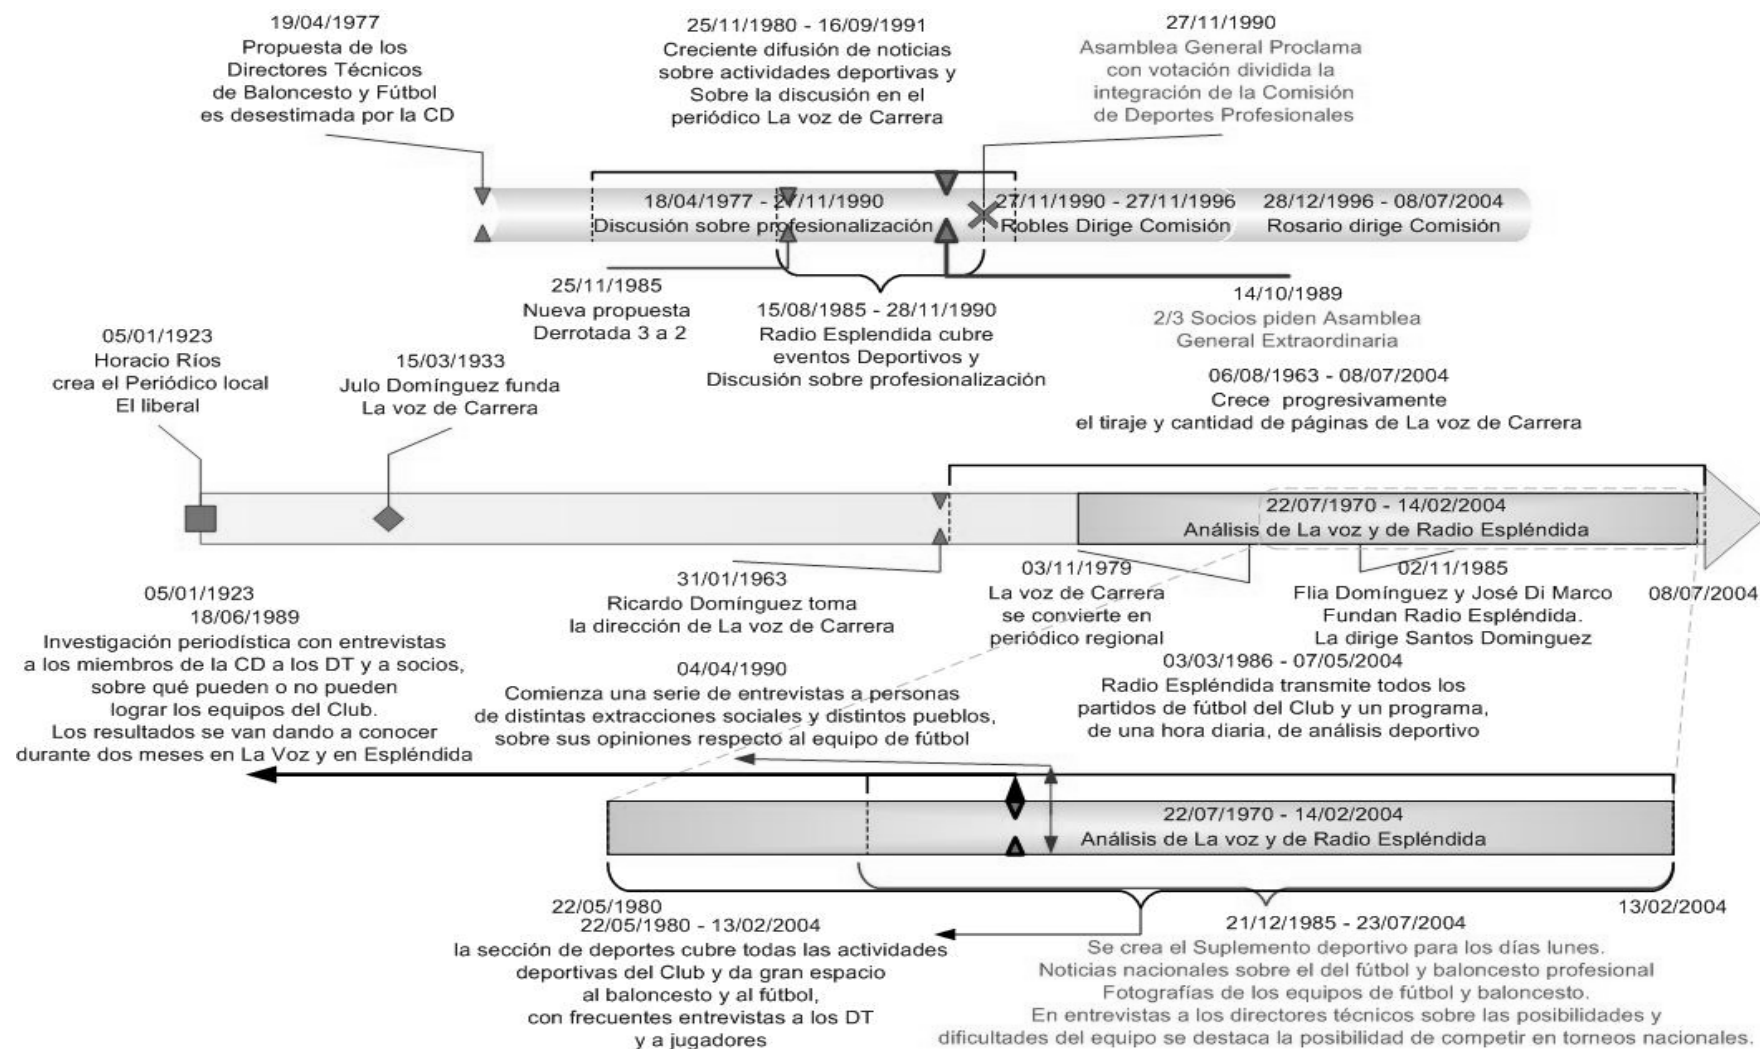 19/04/1977
Propuesta de los
Directores Técnicos
de Baloncesto y Fútbol
es desestimada por la CD
25/11/1980 - 16/09/1991
Creciente difusión de noticias
sobre actividades deportivas y
Sobre la discusión en el
periódico La voz de Carrera
27/11/1990
Asamblea General Proclama
con votación dividida la
integración de la Comisión
de Deportes Profesionales
18/04/1977 - 27/11/1990
Discusión sobre profesionalización
27/11/1990 - 27/11/1996
Robles Dirige Comisión
28/12/1996 - 08/07/2004
Rosario dirige Comisión
25/11/1985
Nueva propuesta
Derrotada 3 a 2
15/08/1985 - 28/11/1990
Radio Esplendida cubre
eventos Deportivos y
Discusión sobre profesionalización
14/10/1989
2/3 Socios piden Asamblea
General Extraordinaria
05/01/1923
Horacio Ríos
crea el Periódico local
El liberal
15/03/1933
Julo Domínguez funda
La voz de Carrera
06/08/1963 - 08/07/2004
Crece progresivamente
el tiraje y cantidad de páginas de La voz de Carrera
22/07/1970 - 14/02/2004
Análisis de La voz y de Radio Espléndida
05/01/1923
31/01/1963
Ricardo Domínguez toma
la dirección de La voz de Carrera
03/11/1979
La voz de Carrera
se convierte en
periódico regional
02/11/1985
Flia Domínguez y José Di Marco
Fundan Radio Espléndida.
La dirige Santos Dominguez
08/07/2004
18/06/1989
Investigación periodística con entrevistas
a los miembros de la CD a los DT y a socios,
sobre qué pueden o no pueden
lograr los equipos del Club.
Los resultados se van dando a conocer
durante dos meses en La Voz y en Espléndida
04/04/1990
Comienza una serie de entrevistas a personas
de distintas extracciones sociales y distintos pueblos,
sobre sus opiniones respecto al equipo de fútbol
03/03/1986 - 07/05/2004
Radio Espléndida transmite todos los
partidos de fútbol del Club y un programa,
de una hora diaria, de análisis deportivo
22/07/1970 - 14/02/2004
Análisis de La voz y de Radio Espléndida
22/05/1980
13/02/2004
22/05/1980 - 13/02/2004
la sección de deportes cubre todas las actividades
deportivas del Club y da gran espacio
al baloncesto y al fútbol,
con frecuentes entrevistas a los DT
y a jugadores
21/12/1985 - 23/07/2004
Se crea el Suplemento deportivo para los días lunes.
Noticias nacionales sobre el del fútbol y baloncesto profesional
Fotografías de los equipos de fútbol y baloncesto.
En entrevistas a los directores técnicos sobre las posibilidades y
dificultades del equipo se destaca la posibilidad de competir en torneos nacionales.